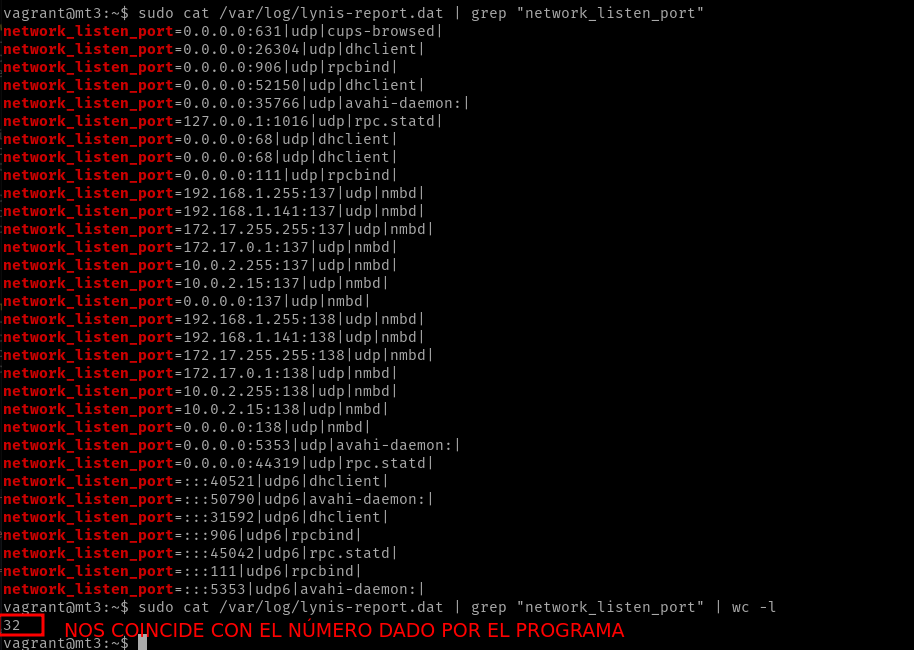 vagrant@mt3:~$ sudo cat /var/log/lynis-report.dat | grep "network_listen_port"
network_listen_port=0.0.0.0:631|udp|cups-browsed|
network_listen_port=0.0.0.0:26304|udp|dhclient|
network_listen_port=0.0.0.0:906|udp|rpcbind|
network_listen_port=0.0.0.0:52150|udp|dhclient|
network_listen_port=0.0.0.0:35766|udp|avahi-daemon:|
network_listen_port=127.0.0.1:1016|udp|rpc.statd|
network_listen_port=0.0.0.0:68|udp|dhclient|
network_listen_port=0.0.0.0:68|udp|dhclient|
network_listen_port=0.0.0.0:111|udp|rpcbind|
network_listen_port=192.168.1.255:137|udp|nmbd|
network_listen_port=192.168.1.141:137|udp|nmbd|
network_listen_port=172.17.255.255:137|udp|nmbd|
network_listen_port=172.17.0.1:137|udp|nmbd|
network_listen_port=10.0.2.255:137|udp|nmbd|
network_listen_port=10.0.2.15:137|udp|nmbd|
network_listen_port=0.0.0.0:137|udp|nmbd|
network_listen_port=192.168.1.255:138|udp|nmbd|
network_listen_port=192.168.1.141:138|udp|nmbd|
network_listen_port=172.17.255.255:138|udp|nmbd|
network_listen_port=172.17.0.1:138|udp|nmbd|
network_listen_port=10.0.2.255:138|udp|nmbd|
network_listen_port=10.0.2.15:138|udp|nmbd|
network_listen_port=0.0.0.0:138|udp|nmbd|
network_listen_port=0.0.0.0:5353|udp|avahi-daemon:|
network_listen_port=0.0.0.0:44319|udp|rpc.statd|
network_listen_port=:::40521|udp6|dhclient|
network_listen_port=:::50790|udp6|avahi-daemon:|
network_listen_port=:::31592|udp6|dhclient|
network_listen_port=:::906|udp6|rpcbind|
network_listen_port=:::45042|udp6|rpc.statd|
network_listen_port=:::111|udp6|rpcbind|
network_listen_port=:::5353|udp6|avahi-daemon:|
vagrant@mt3:~$ sudo cat /var/log/lynis-report.dat | grep "network_listen_port" | wc -l
32 NOS COINCIDE CON EL NÚMERO DADO POR EL PROGRAMA
vagrant@mt3:~$